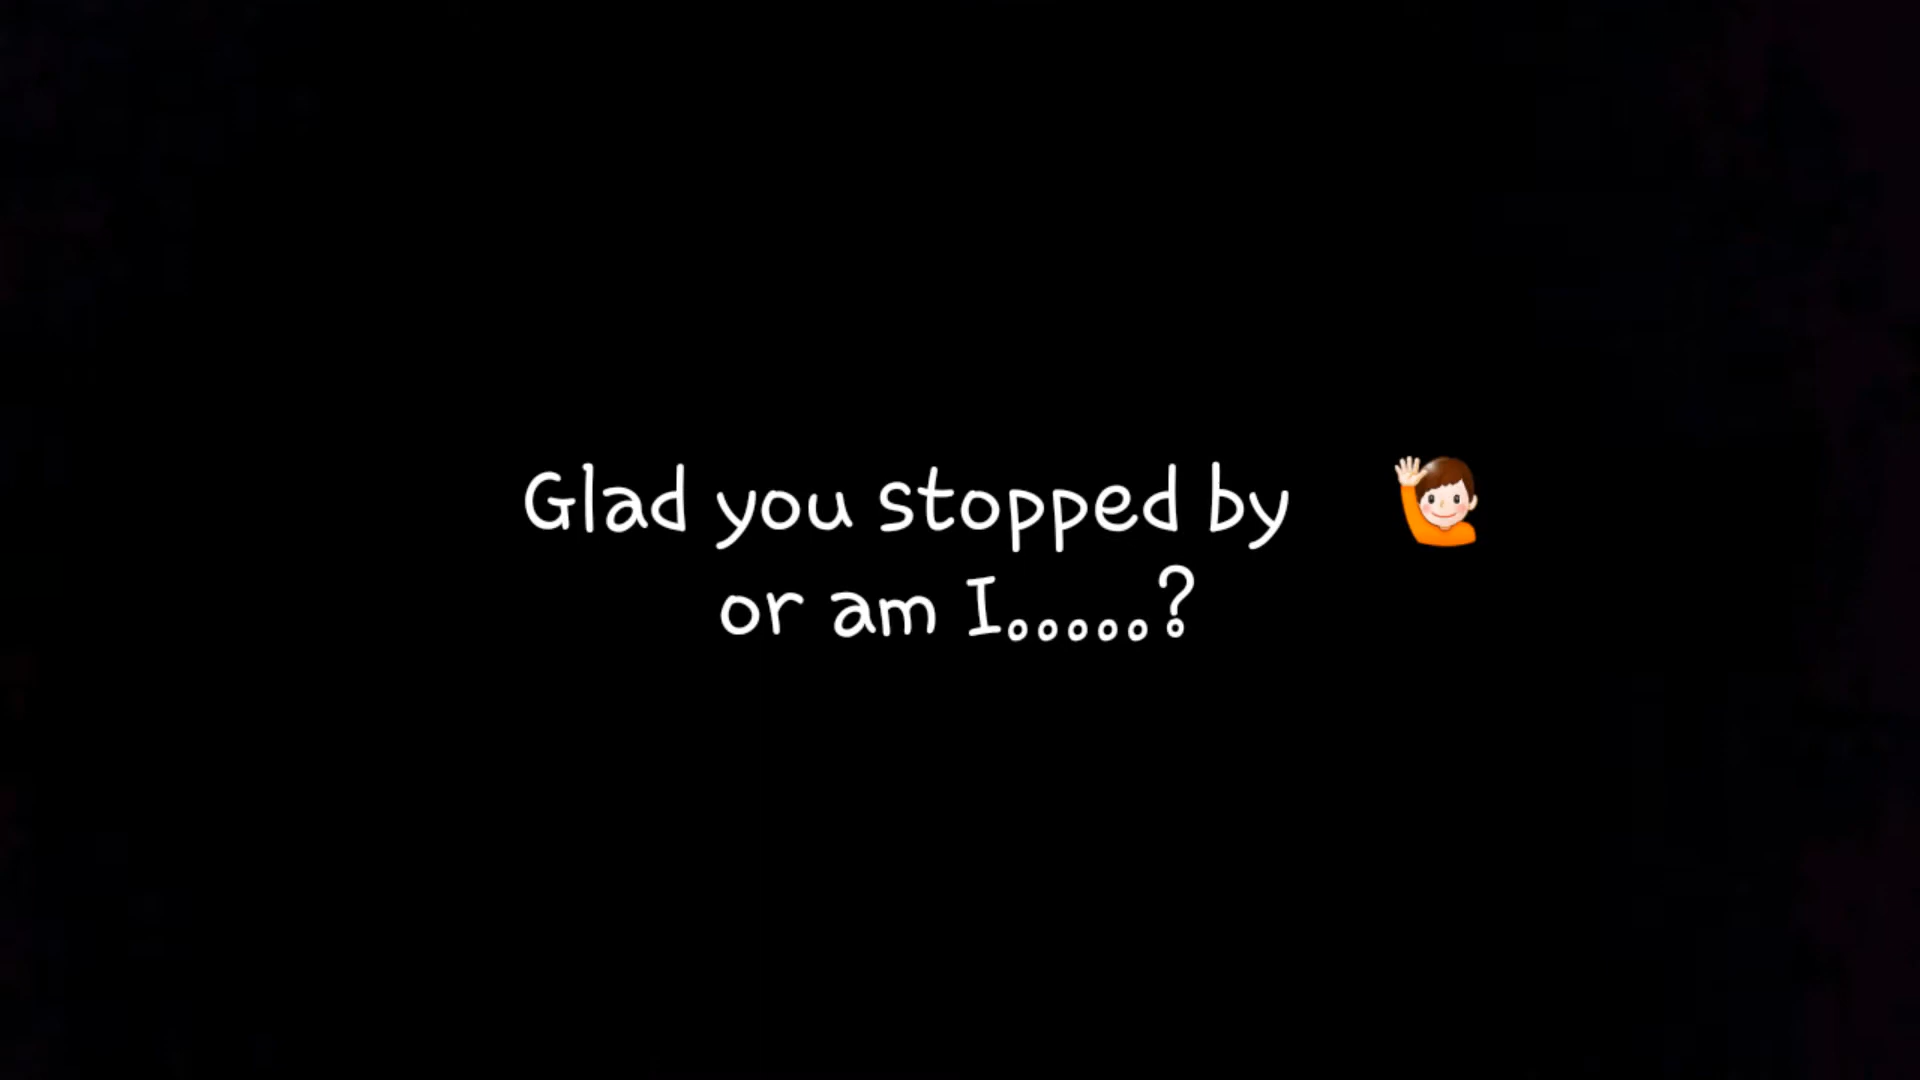 Glad you stopped by 🙋
or am I.....?